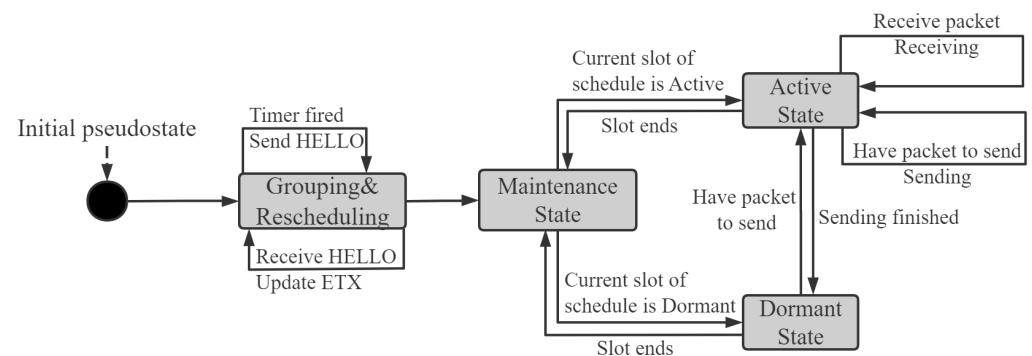 Initial pseudostate
Timer fired
Send HELLO
Grouping&
Rescheduling
Receive HELLO
Update ETX
Maintenance
State
Current slot of
schedule is Active
Slot ends
Active
State
Receive packet
Receiving
Have packet to send
Sending
Have packet
to send
Sending finished
Current slot of
schedule is Dormant
Slot ends
Dormant
State